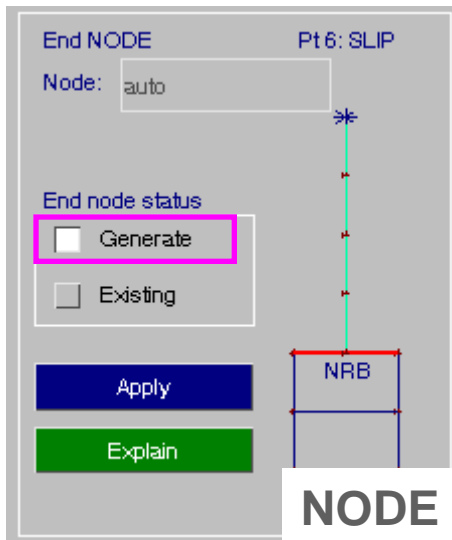 End NODE Pt 6: SLIP
Node: auto
End node status
Generate
Existing
NRB
Apply
Explain
NODE